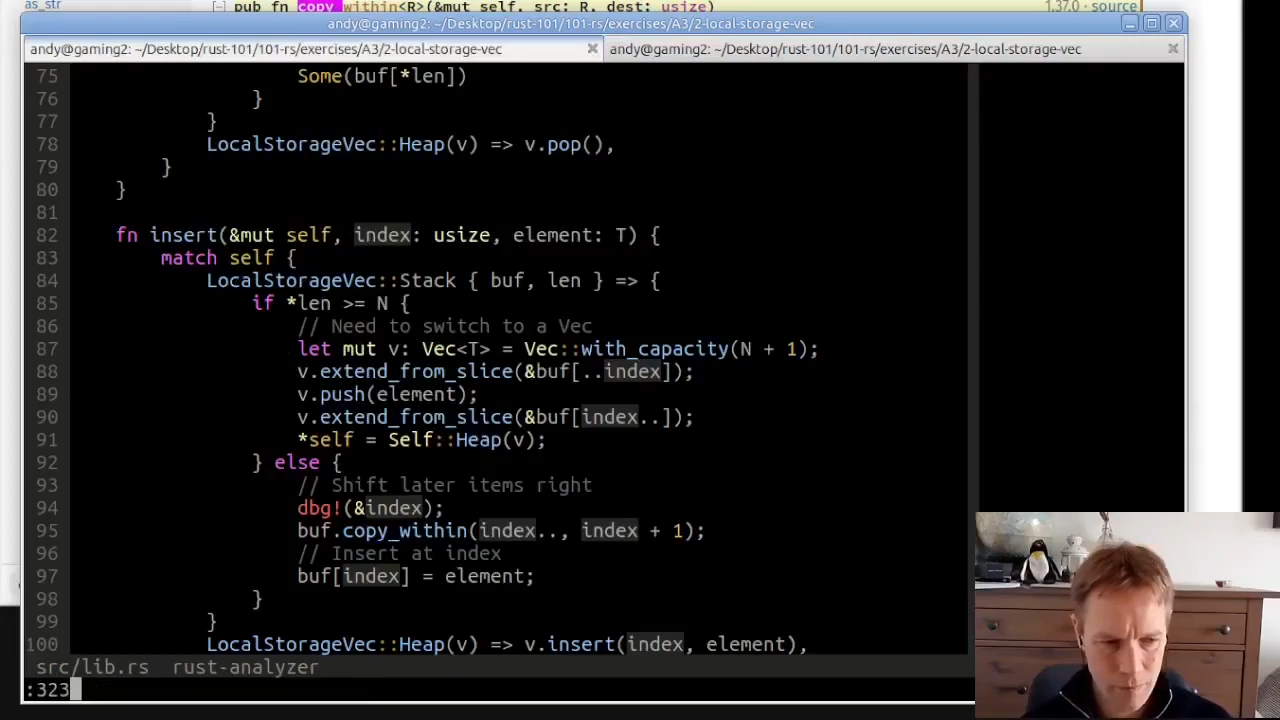 as_str
[−] pub fn copy_within<R>(&mut self, src: R, dest: usize)
1.37.0 · source
andy@gaming2: ~/Desktop/rust-101/101-rs/exercises/A3/2-local-storage-vec
andy@gaming2: ~/Desktop/rust-101/101-rs/exercises/A3/2-local-storage-vec
andy@gaming2: ~/Desktop/rust-101/101-rs/exercises/A3/2-local-storage-vec
75 Some(buf[*len])
76 }
77 }
78 LocalStorageVec::Heap(v) => v.pop(),
79 }
80 }
81
82 fn insert(&mut self, index: usize, element: T) {
83 match self {
84 LocalStorageVec::Stack { buf, len } => {
85 if *len >= N {
86 // Need to switch to a Vec
87 let mut v: Vec<T> = Vec::with_capacity(N + 1);
88 v.extend_from_slice(&buf[..index]);
89 v.push(element);
90 v.extend_from_slice(&buf[index..]);
91 *self = Self::Heap(v);
92 } else {
93 // Shift later items right
94 dbg!(&index);
95 buf.copy_within(index.., index + 1);
96 // Insert at index
97 buf[index] = element;
98 }
99 }
100 LocalStorageVec::Heap(v) => v.insert(index, element),
src/lib.rs rust-analyzer
:323